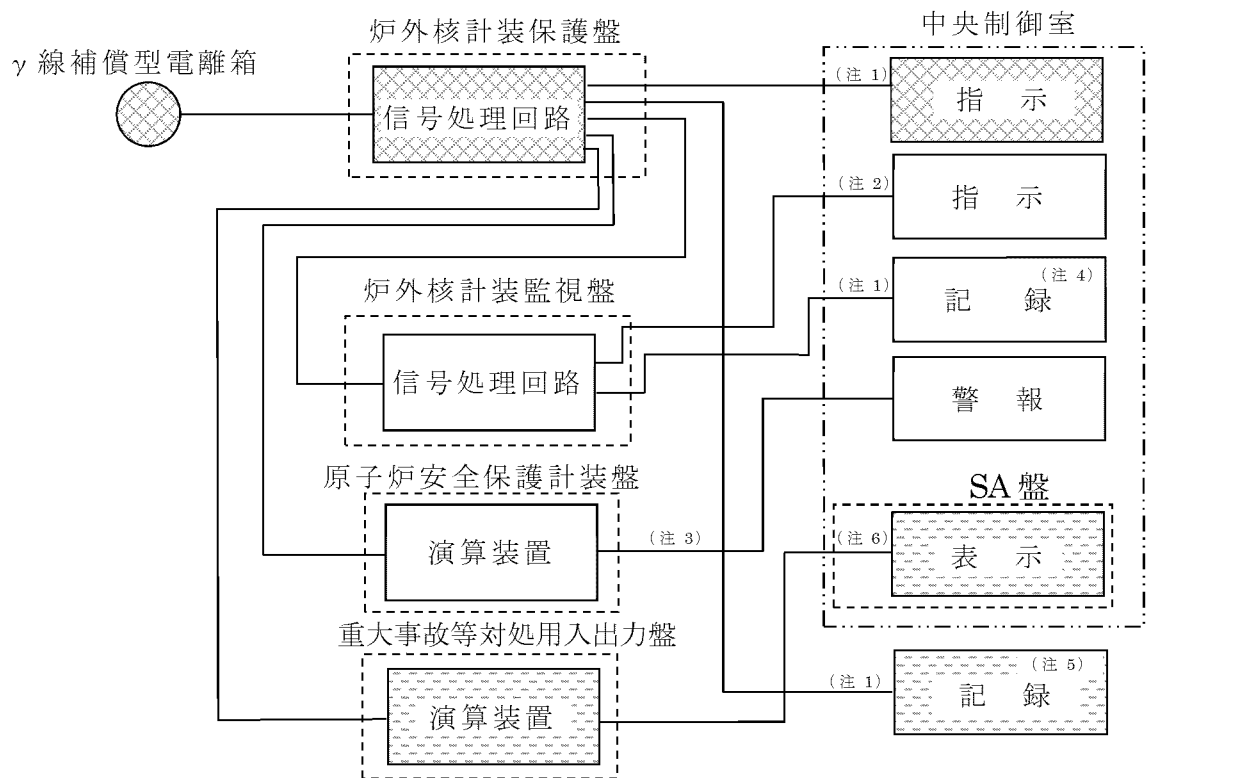 中央制御室
炉外核計装保護盤
γ 線補償型電離箱
信号処理回路
(注 1)
指 示
(注 2)
指 示
(注 1)
記 録
(注 4)
炉外核計装監視盤
信号処理回路
警 報
原子炉安全保護計装盤
演算装置
(注 3)
SA 盤
(注 6)
表 示
重大事故等対処用入出力盤
演算装置
(注 1)
記 録
(注 5)